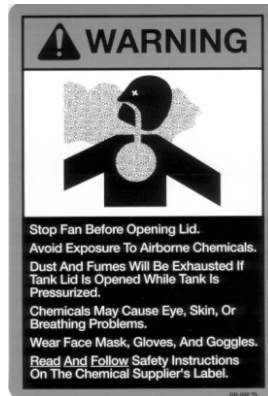 WARNING
Stop Fan Before Opening Lid.
Avoid Exposure To Airborne Chemicals.
Dust And Fumes Will Be Exhausted If
Tank Lid Is Opened While Tank Is
Pressurized.
Chemicals May Cause Eye, Skin, Or
Breathing Problems.
Wear Face Mask, Gloves, And Goggles.
Read And Follow Safety Instructions
On The Chemical Supplier's Label.